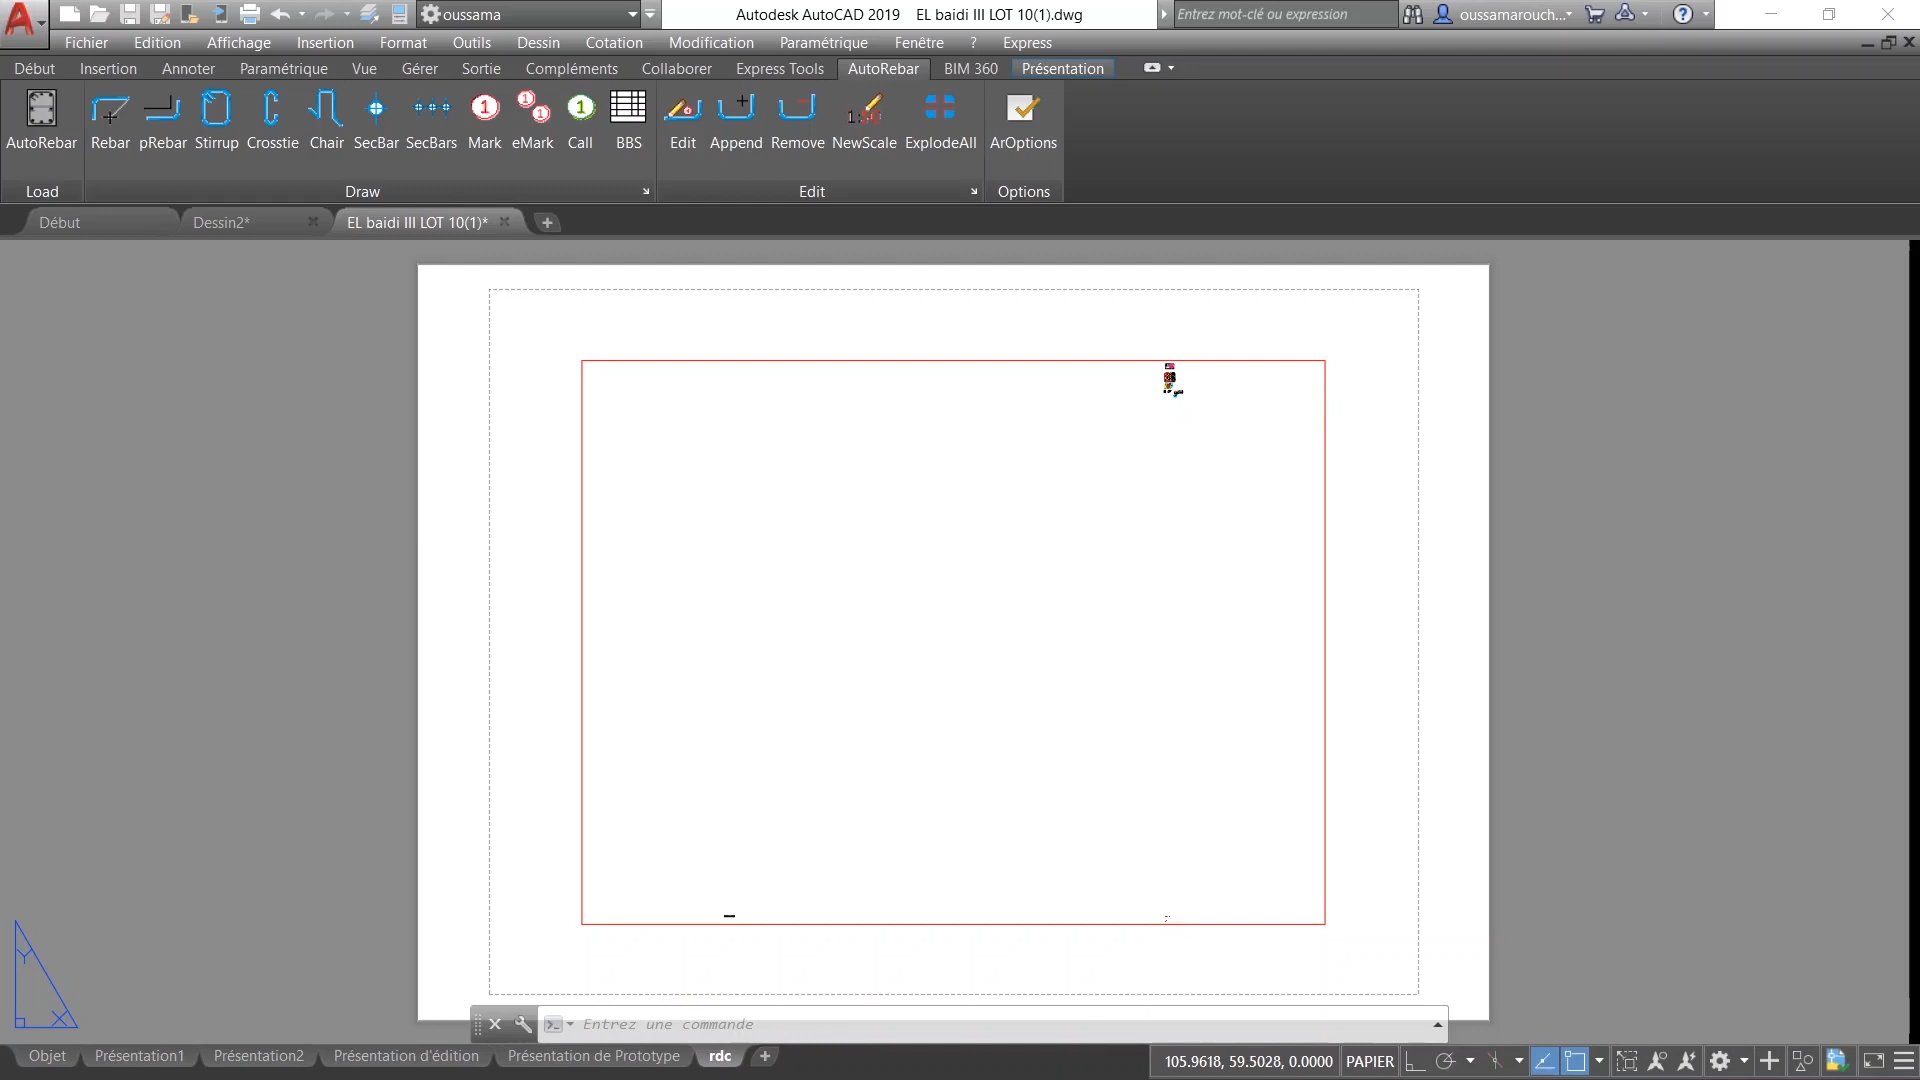 oussama
Autodesk AutoCAD 2019 EL baidi III LOT 10(1).dwg
Entrez mot-clé ou expression
oussamarouch...
Fichier Edition Affichage Insertion Format Outils Dessin Cotation Modification Paramétrique Fenêtre ? Express
Début Insertion Annoter Paramétrique Vue Gérer Sortie Compléments Collaborer Express Tools AutoRebar BIM 360 Présentation
AutoRebar Rebar pRebar Stirrup Crosstie Chair SecBar SecBars Mark eMark Call BBS Edit Append Remove NewScale ExplodeAll ArOptions
Load Draw Edit Options
Début Dessin2* EL baidi III LOT 10(1)*
Y
X
Entrez une commande
Objet Présentation1 Présentation2 Présentation d'édition Présentation de Prototype rdc
105.9618, 59.5028, 0.0000 PAPIER